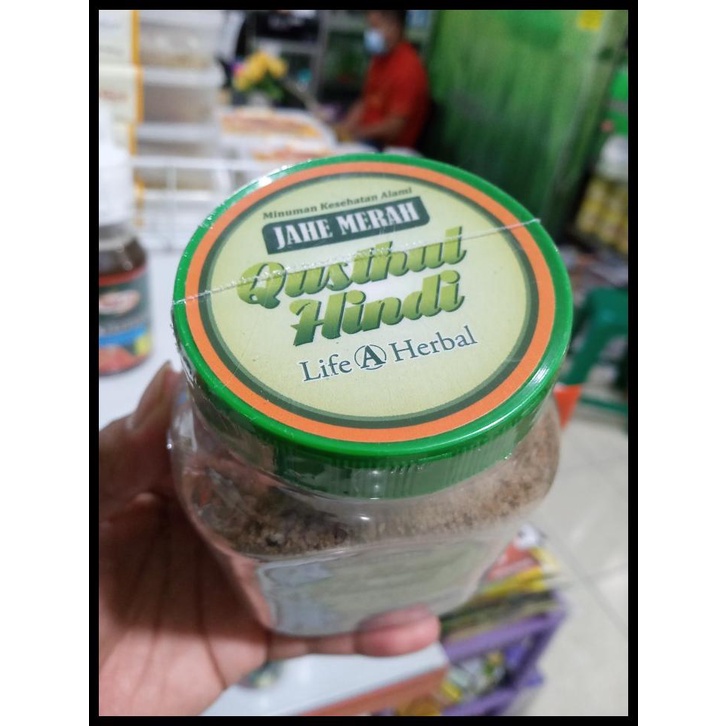 Minuman Kesehatan Alami
JAHE MERAH
Qusthul
Hindi
Life A Herbal